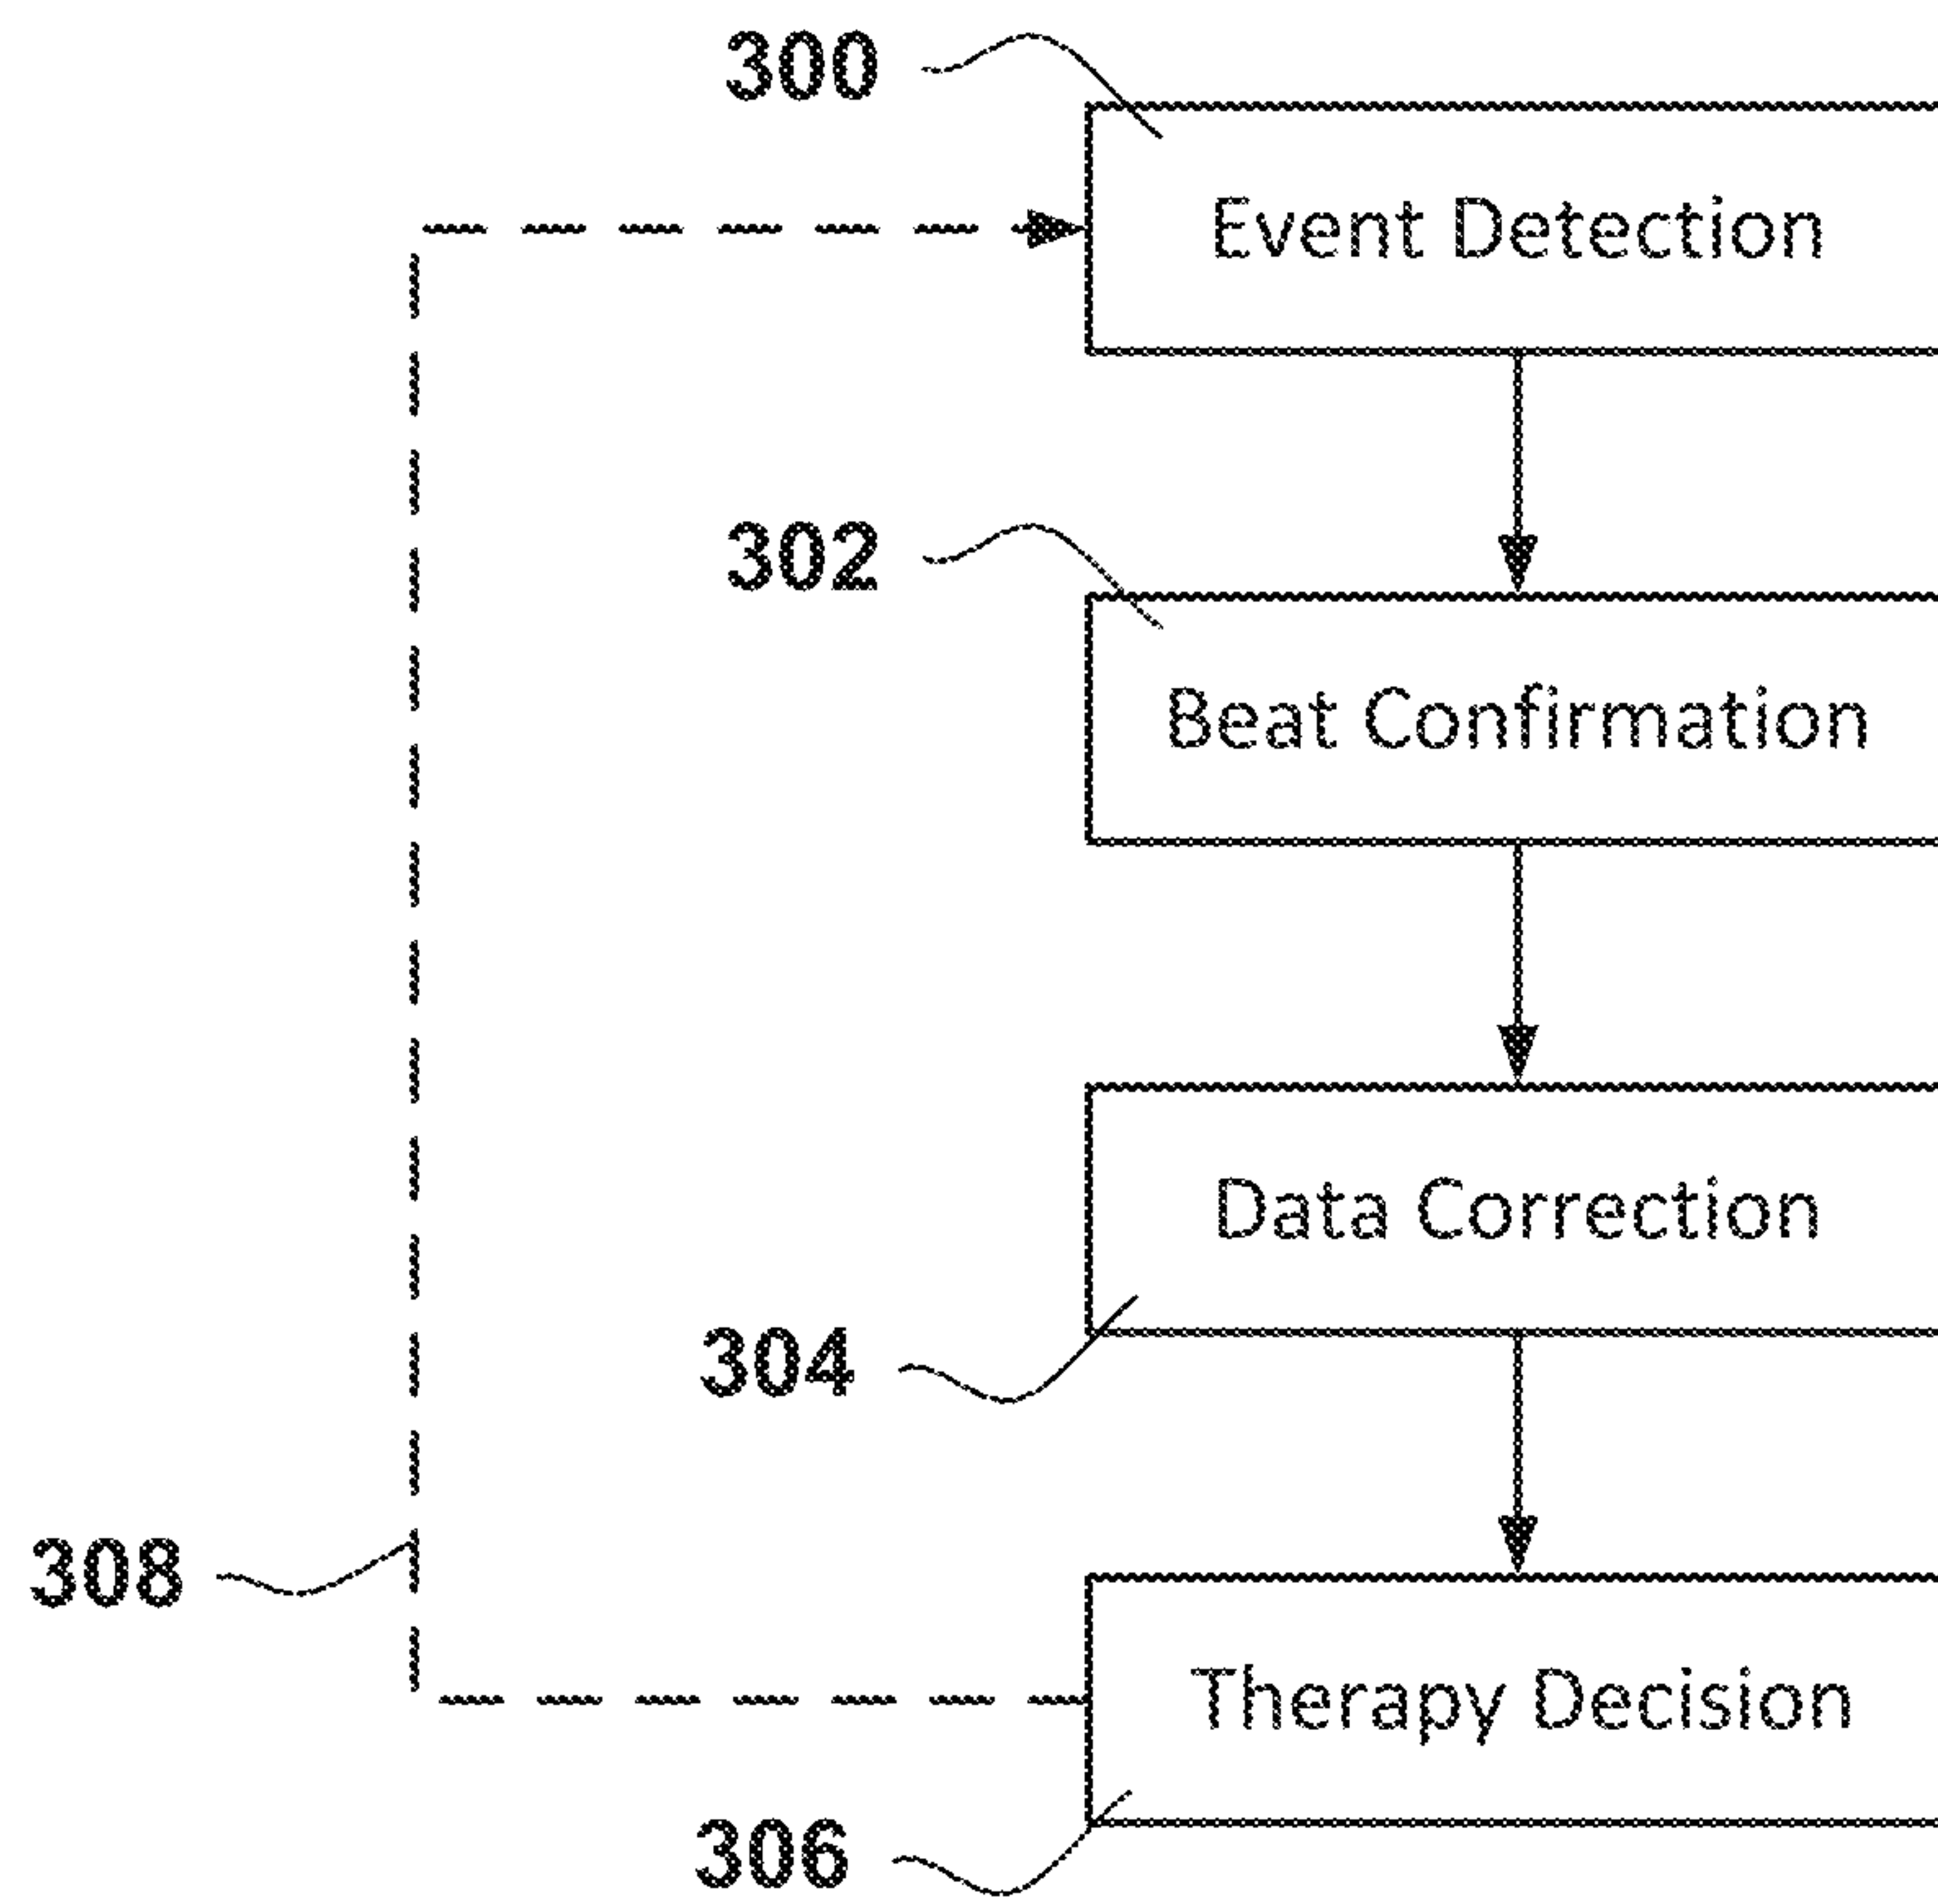 300
Event Detection
302
Beat Confirmation
Data Correction
304
308
Therapy Decision
306